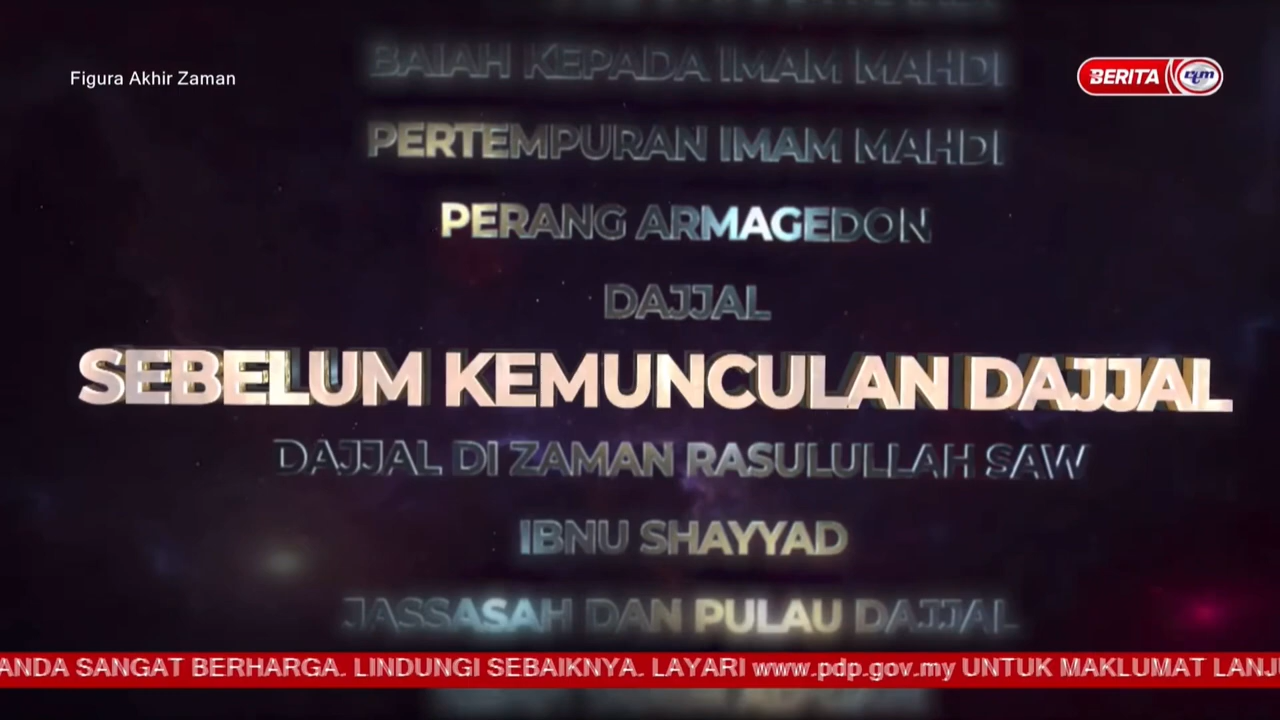 BAIAH KEPADA IMAM MAHDI
Figura Akhir Zaman
BERITA rtm
PERTEMPURAN IMAM MAHDI
PERANG ARMAGEDON
DAJJAL
SEBELUM KEMUNCULAN DAJJAL
DAJJAL DI ZAMAN RASULULLAH SAW
IBNU SHAYYAD
JASSASAH DAN PULAU DAJJAL
ANDA SANGAT BERHARGA. LINDUNGI SEBAIKNYA. LAYARI www.pdp.gov.my UNTUK MAKLUMAT LANJ